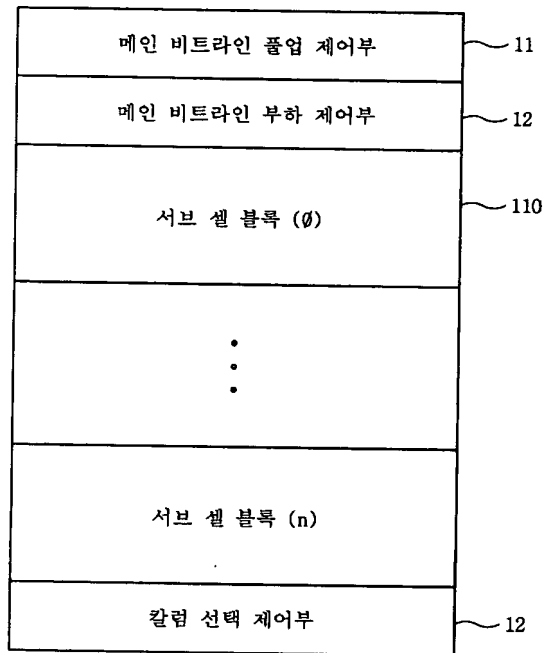 메인 비트라인 풀업 제어부 11
메인 비트라인 부하 제어부 12
서브 셀 블록 (0) 110
서브 셀 블록 (n)
칼럼 선택 제어부 12